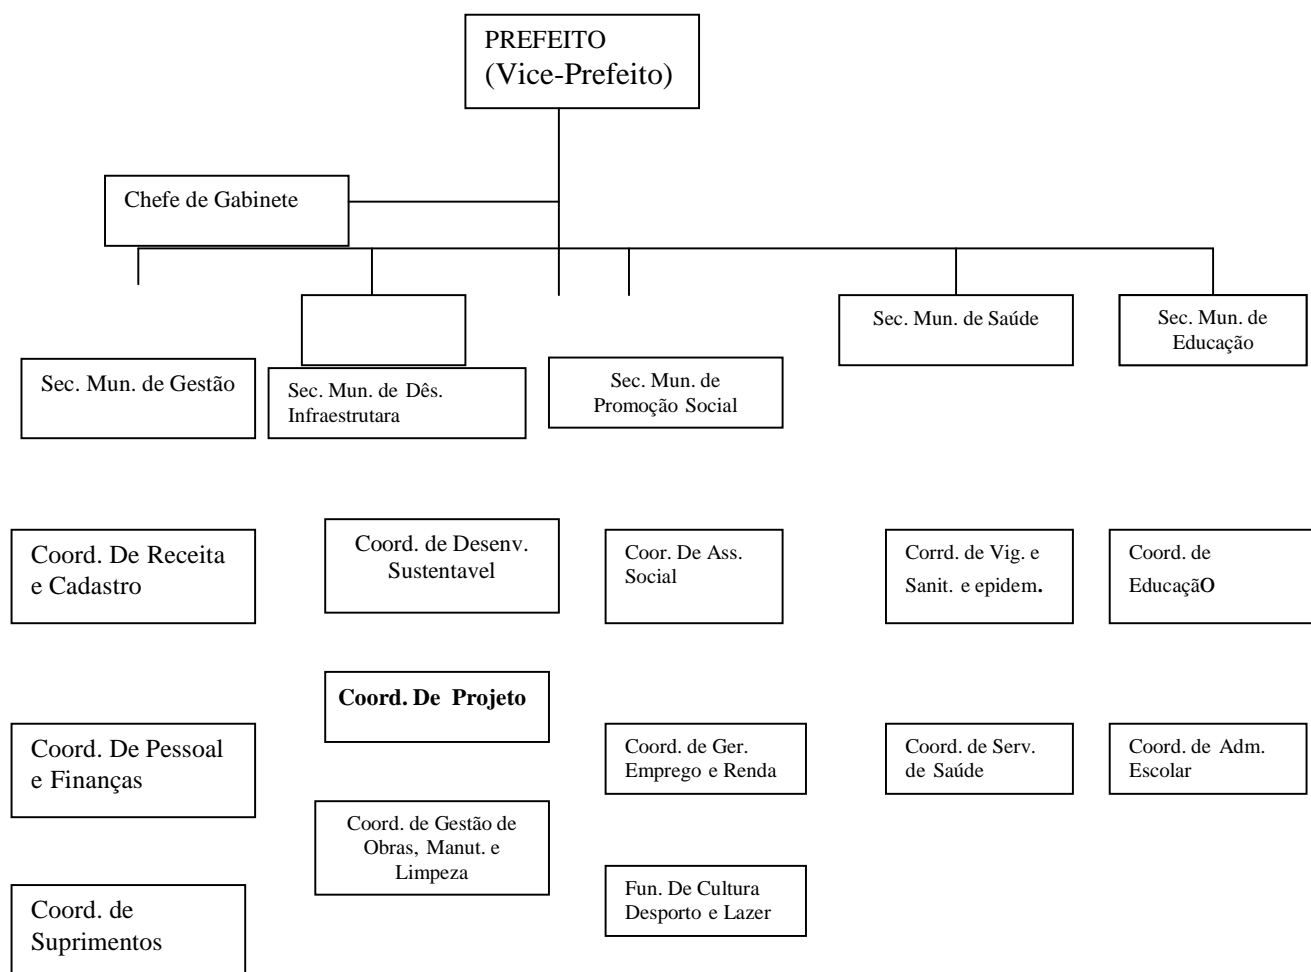 PREFEITO
(Vice-Prefeito)
Chefe de Gabinete
Sec. Mun. de Saúde
Sec. Mun. de
Educação
Sec. Mun. de Gestão
Sec. Mun. de Dês.
Infraestrutara
Sec. Mun. de
Promoção Social
Coord. De Receita
e Cadastro
Coord. de Desenv.
Sustentavel
Coor. De Ass.
Social
Corrd. de Vig. e
Sanit. e epidem.
Coord. de
EducaçãO
Coord. De Projeto
Coord. De Pessoal
e Finanças
Coord. de Ger.
Emprego e Renda
Coord. de Serv.
de Saúde
Coord. de Adm.
Escolar
Coord. de Gestão de
Obras, Manut. e
Limpeza
Fun. De Cultura
Desporto e Lazer
Coord. de
Suprimentos